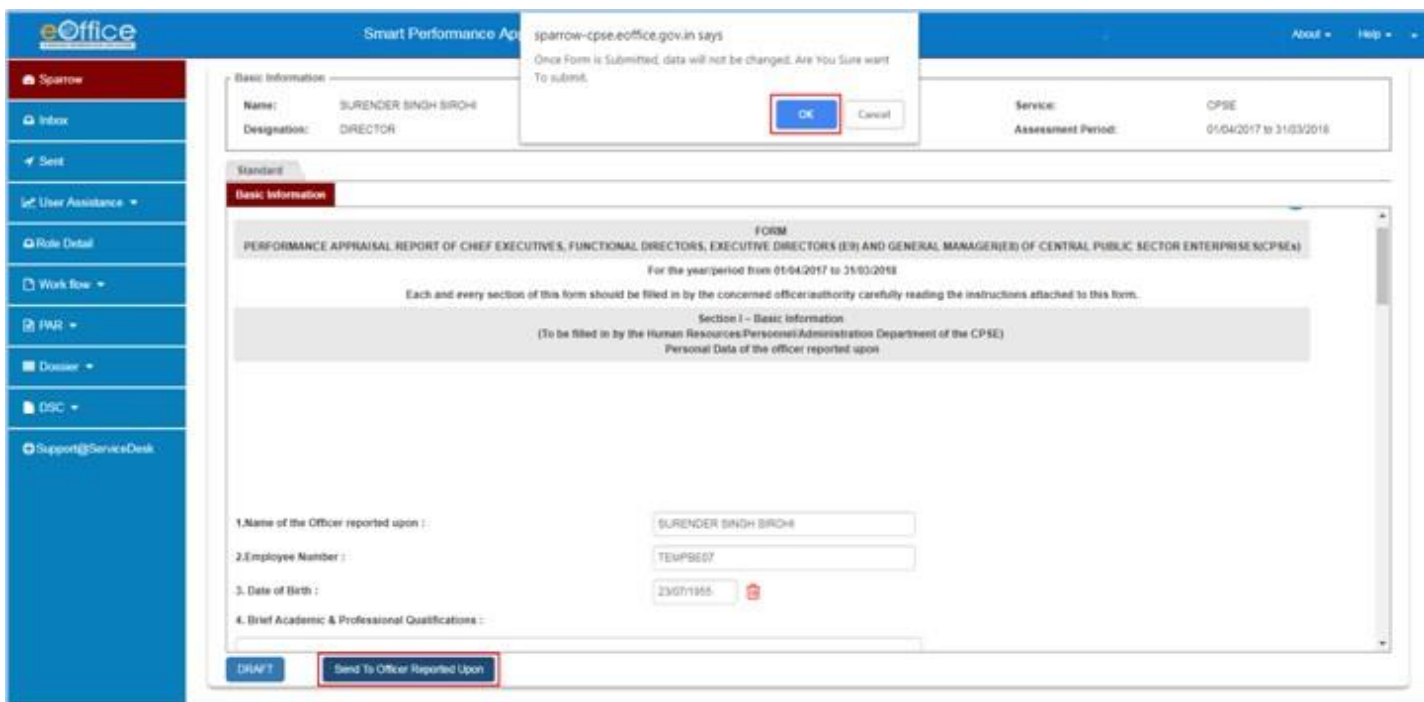 eOffice
Smart Performance Ap
About
Help
sparrow-cpse.eoffice.gov.in says
Once Form is Submitted, data will not be changed. Are You Sure want
To submit.
OK
Cancel
Sparrow
Inbox
Sent
User Assistance
Role Detail
Work flow
PAR
Dossier
DSC
Support@ServiceDesk
Basic Information
Name: SURENDER SINGH SIROHI
Service: CPSE
Designation: DIRECTOR
Assessment Period: 01/04/2017 to 31/03/2018
Standard
Basic Information
FORM
PERFORMANCE APPRAISAL REPORT OF CHIEF EXECUTIVES, FUNCTIONAL DIRECTORS, EXECUTIVE DIRECTORS (E9) AND GENERAL MANAGER(E8) OF CENTRAL PUBLIC SECTOR ENTERPRISES(CPSEs)
For the year/period from 01/04/2017 to 31/03/2018
Each and every section of this form should be filled in by the concerned officer/authority carefully reading the instructions attached to this form.
Section I – Basic Information
(To be filled in by the Human Resources/Personnel/Administration Department of the CPSE)
Personal Data of the officer reported upon
1.Name of the Officer reported upon : SURENDER SINGH SIROHI
2.Employee Number : TEMPBE07
3. Date of Birth : 23/07/1955
4. Brief Academic & Professional Qualifications :
DRAFT
Send To Officer Reported Upon